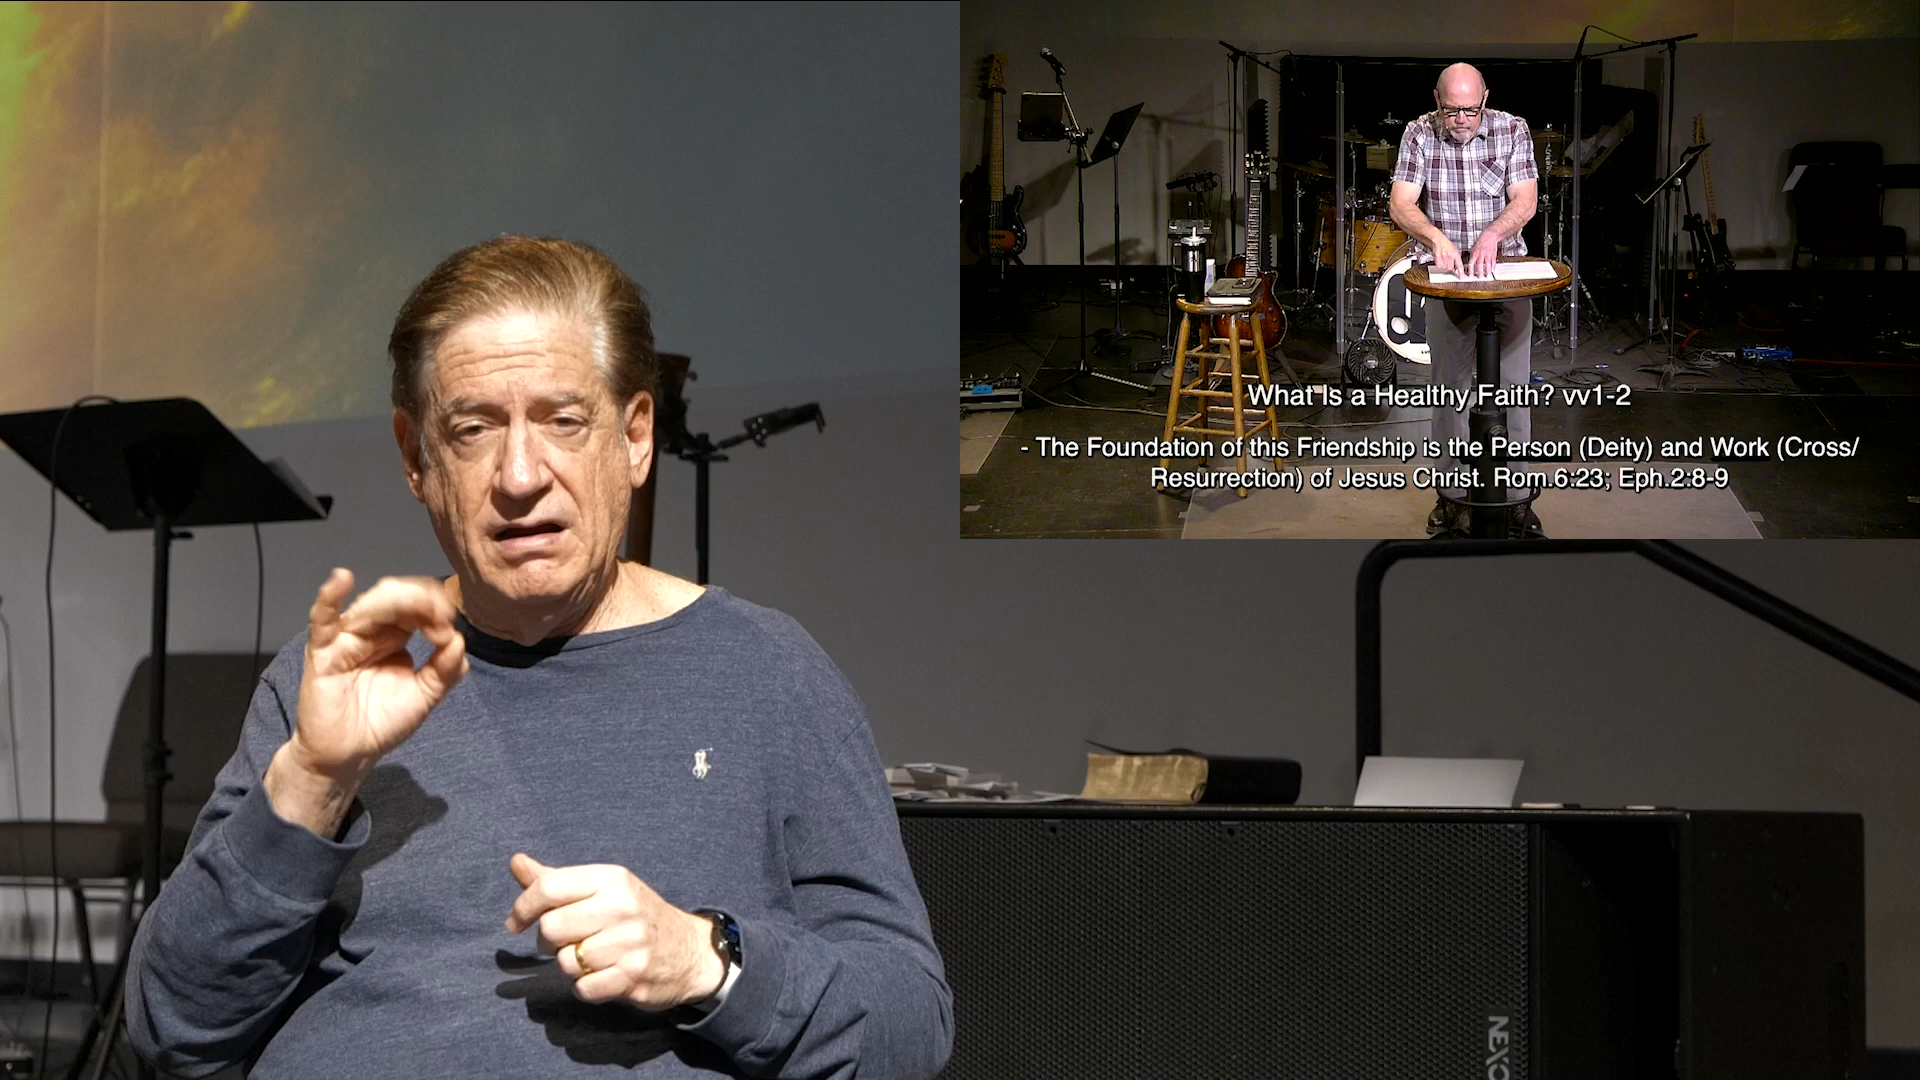 What Is a Healthy Faith? vv1-2
- The Foundation of this Friendship is the Person (Deity) and Work (Cross/
Resurrection) of Jesus Christ. Rom.6:23; Eph.2:8-9
NEXO